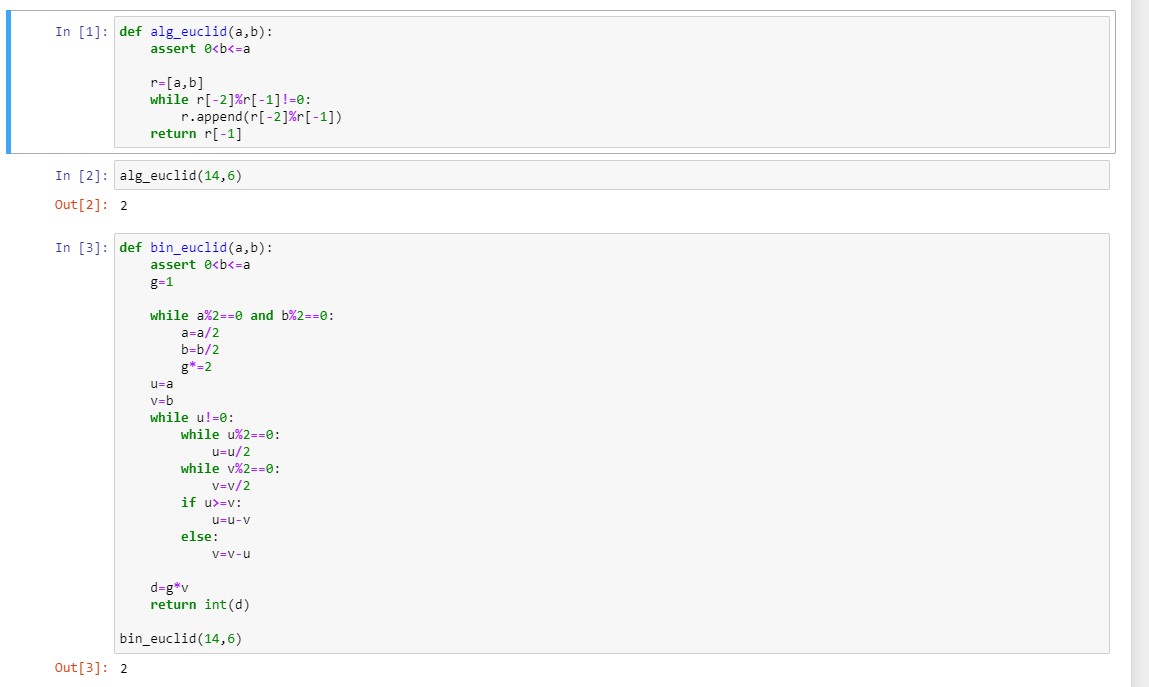 In [1]: def alg_euclid(a,b):
    assert 0<b<=a

    r=[a,b]
    while r[-2]%r[-1]!=0:
        r.append(r[-2]%r[-1])
    return r[-1]
In [2]: alg_euclid(14,6)
Out[2]: 2
In [3]: def bin_euclid(a,b):
    assert 0<b<=a
    g=1

    while a%2==0 and b%2==0:
        a=a/2
        b=b/2
        g*=2
    u=a
    v=b
    while u!=0:
        while u%2==0:
            u=u/2
        while v%2==0:
            v=v/2
        if u>=v:
            u=u-v
        else:
            v=v-u

    d=g*v
    return int(d)

bin_euclid(14,6)
Out[3]: 2